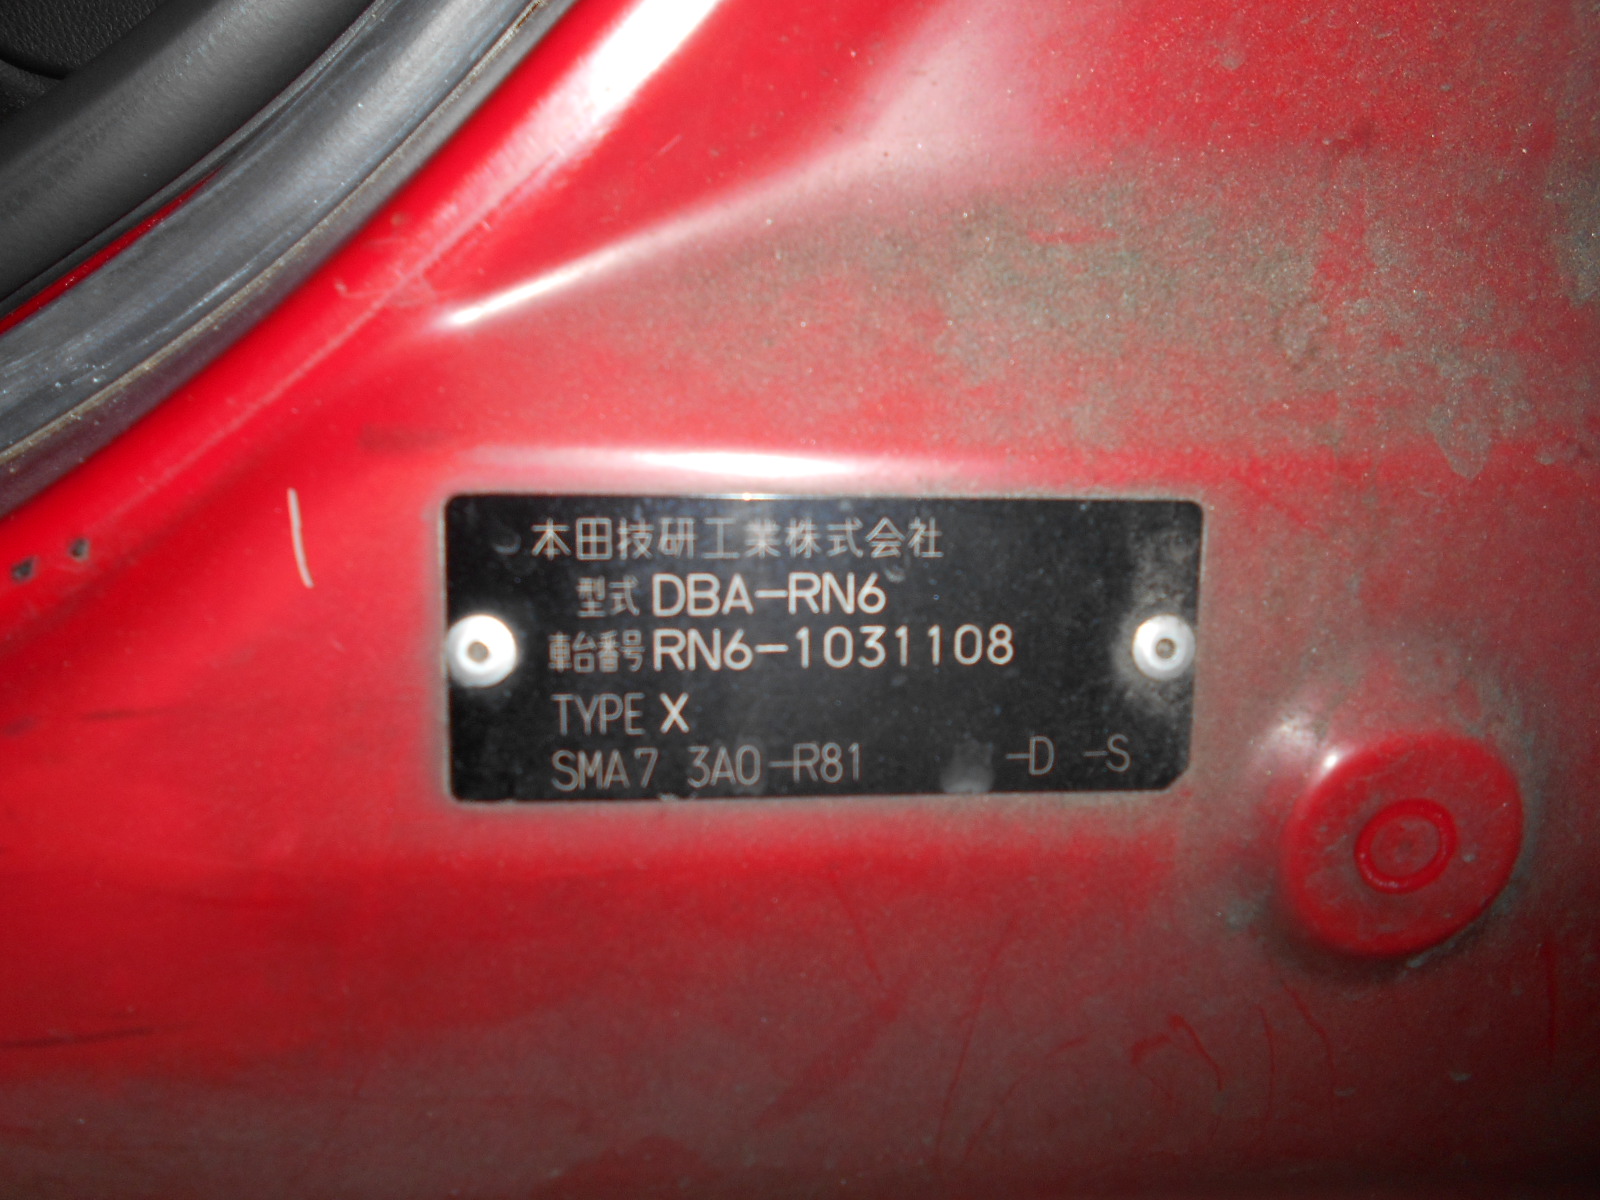 本田技研工業株式会社
型式 DBA-RN6
車台番号 RN6-1031108
TYPE X
SMA7 3A0-R81 -D -S